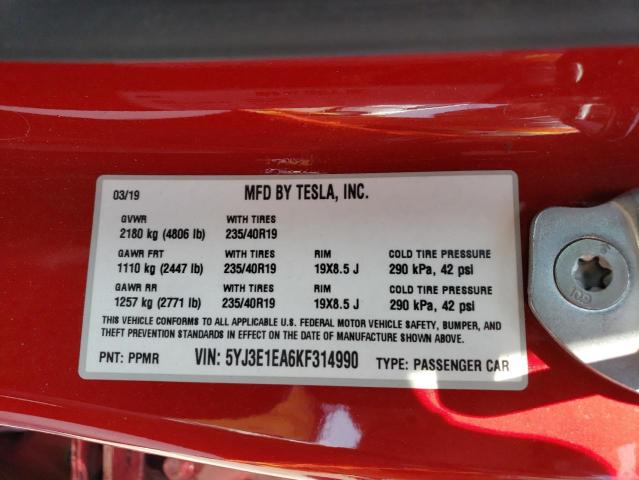 03/19 MFD BY TESLA, INC.
GVWR WITH TIRES
2180 kg (4806 lb) 235/40R19
GAWR FRT WITH TIRES RIM COLD TIRE PRESSURE
1110 kg (2447 lb) 235/40R19 19X8.5 J 290 kPa, 42 psi
GAWR RR WITH TIRES RIM COLD TIRE PRESSURE
1257 kg (2771 lb) 235/40R19 19X8.5 J 290 kPa, 42 psi
THIS VEHICLE CONFORMS TO ALL APPLICABLE U.S. FEDERAL MOTOR VEHICLE SAFETY, BUMPER, AND
THEFT PREVENTION STANDARDS IN EFFECT ON THE DATE OF MANUFACTURE SHOWN ABOVE.
PNT: PPMR VIN: 5YJ3E1EA6KF314990 TYPE: PASSENGER CAR